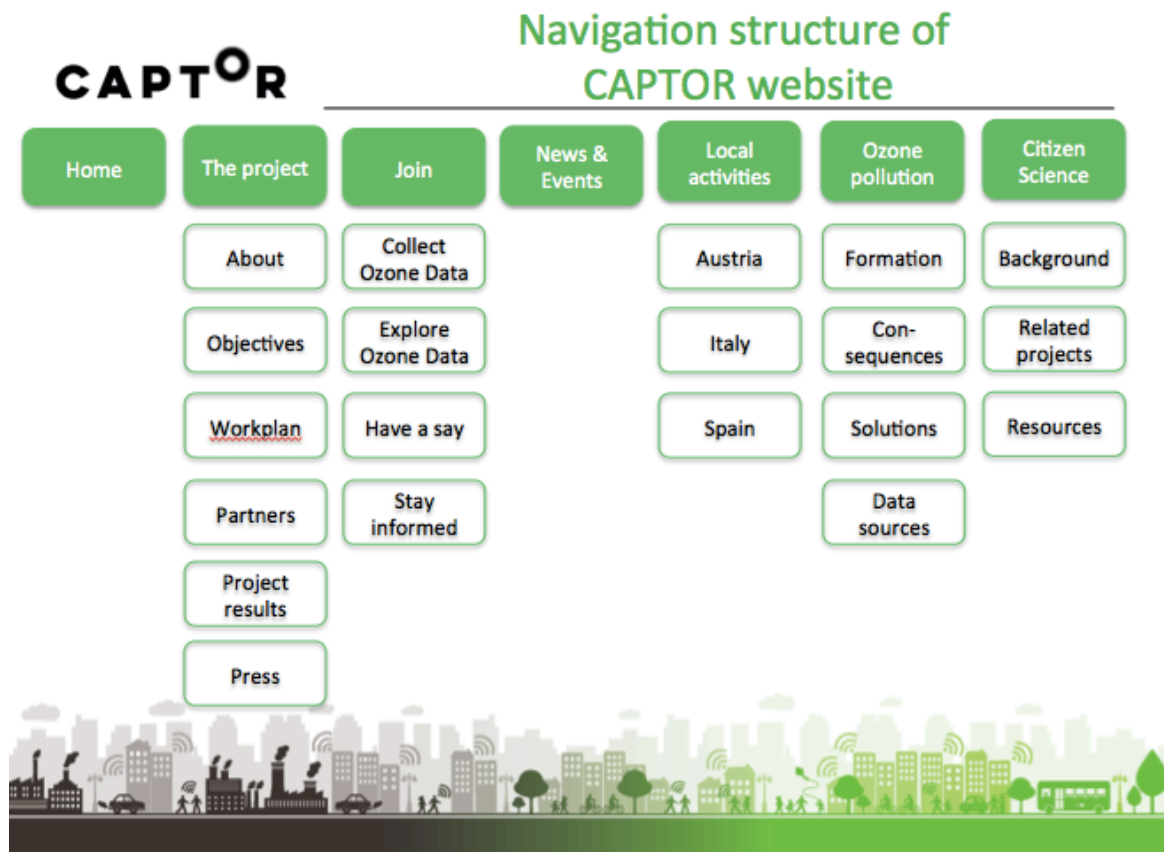 Navigation structure of
CAPTOR website
CAPTOR
Home
The project
Join
News &
Events
Local
activities
Ozone
pollution
Citizen
Science
About
Objectives
Workplan
Partners
Project
results
Press
Collect
Ozone Data
Explore
Ozone Data
Have a say
Stay
informed
Austria
Italy
Spain
Formation
Con-
sequences
Solutions
Data
sources
Background
Related
projects
Resources